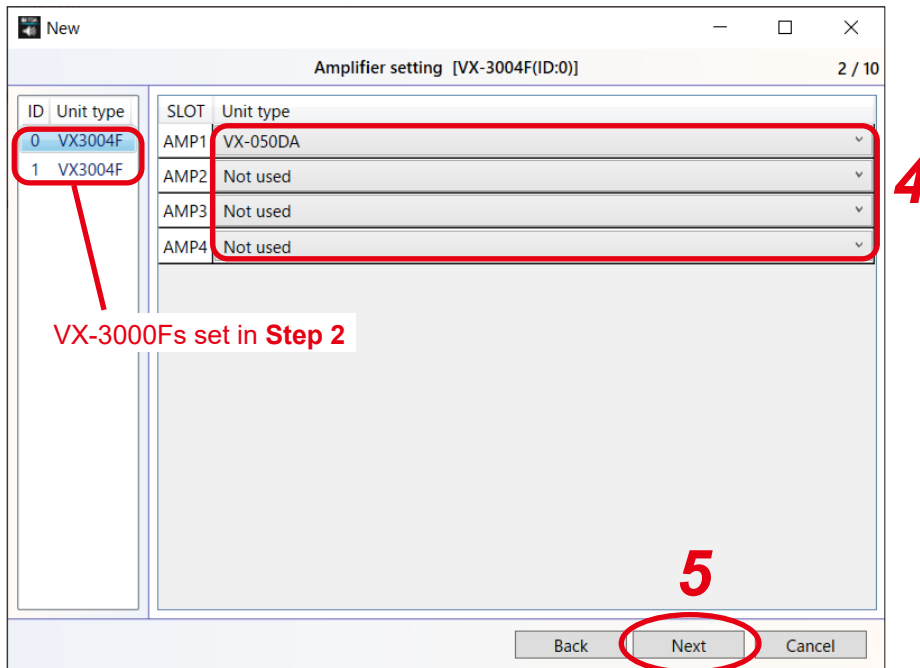 New
Amplifier setting [VX-3004F(ID:0)]
2 / 10
ID Unit type
0 VX3004F
1 VX3004F
SLOT Unit type
AMP1 VX-050DA
AMP2 Not used
AMP3 Not used
AMP4 Not used
4
VX-3000Fs set in Step 2
5
Back Next Cancel